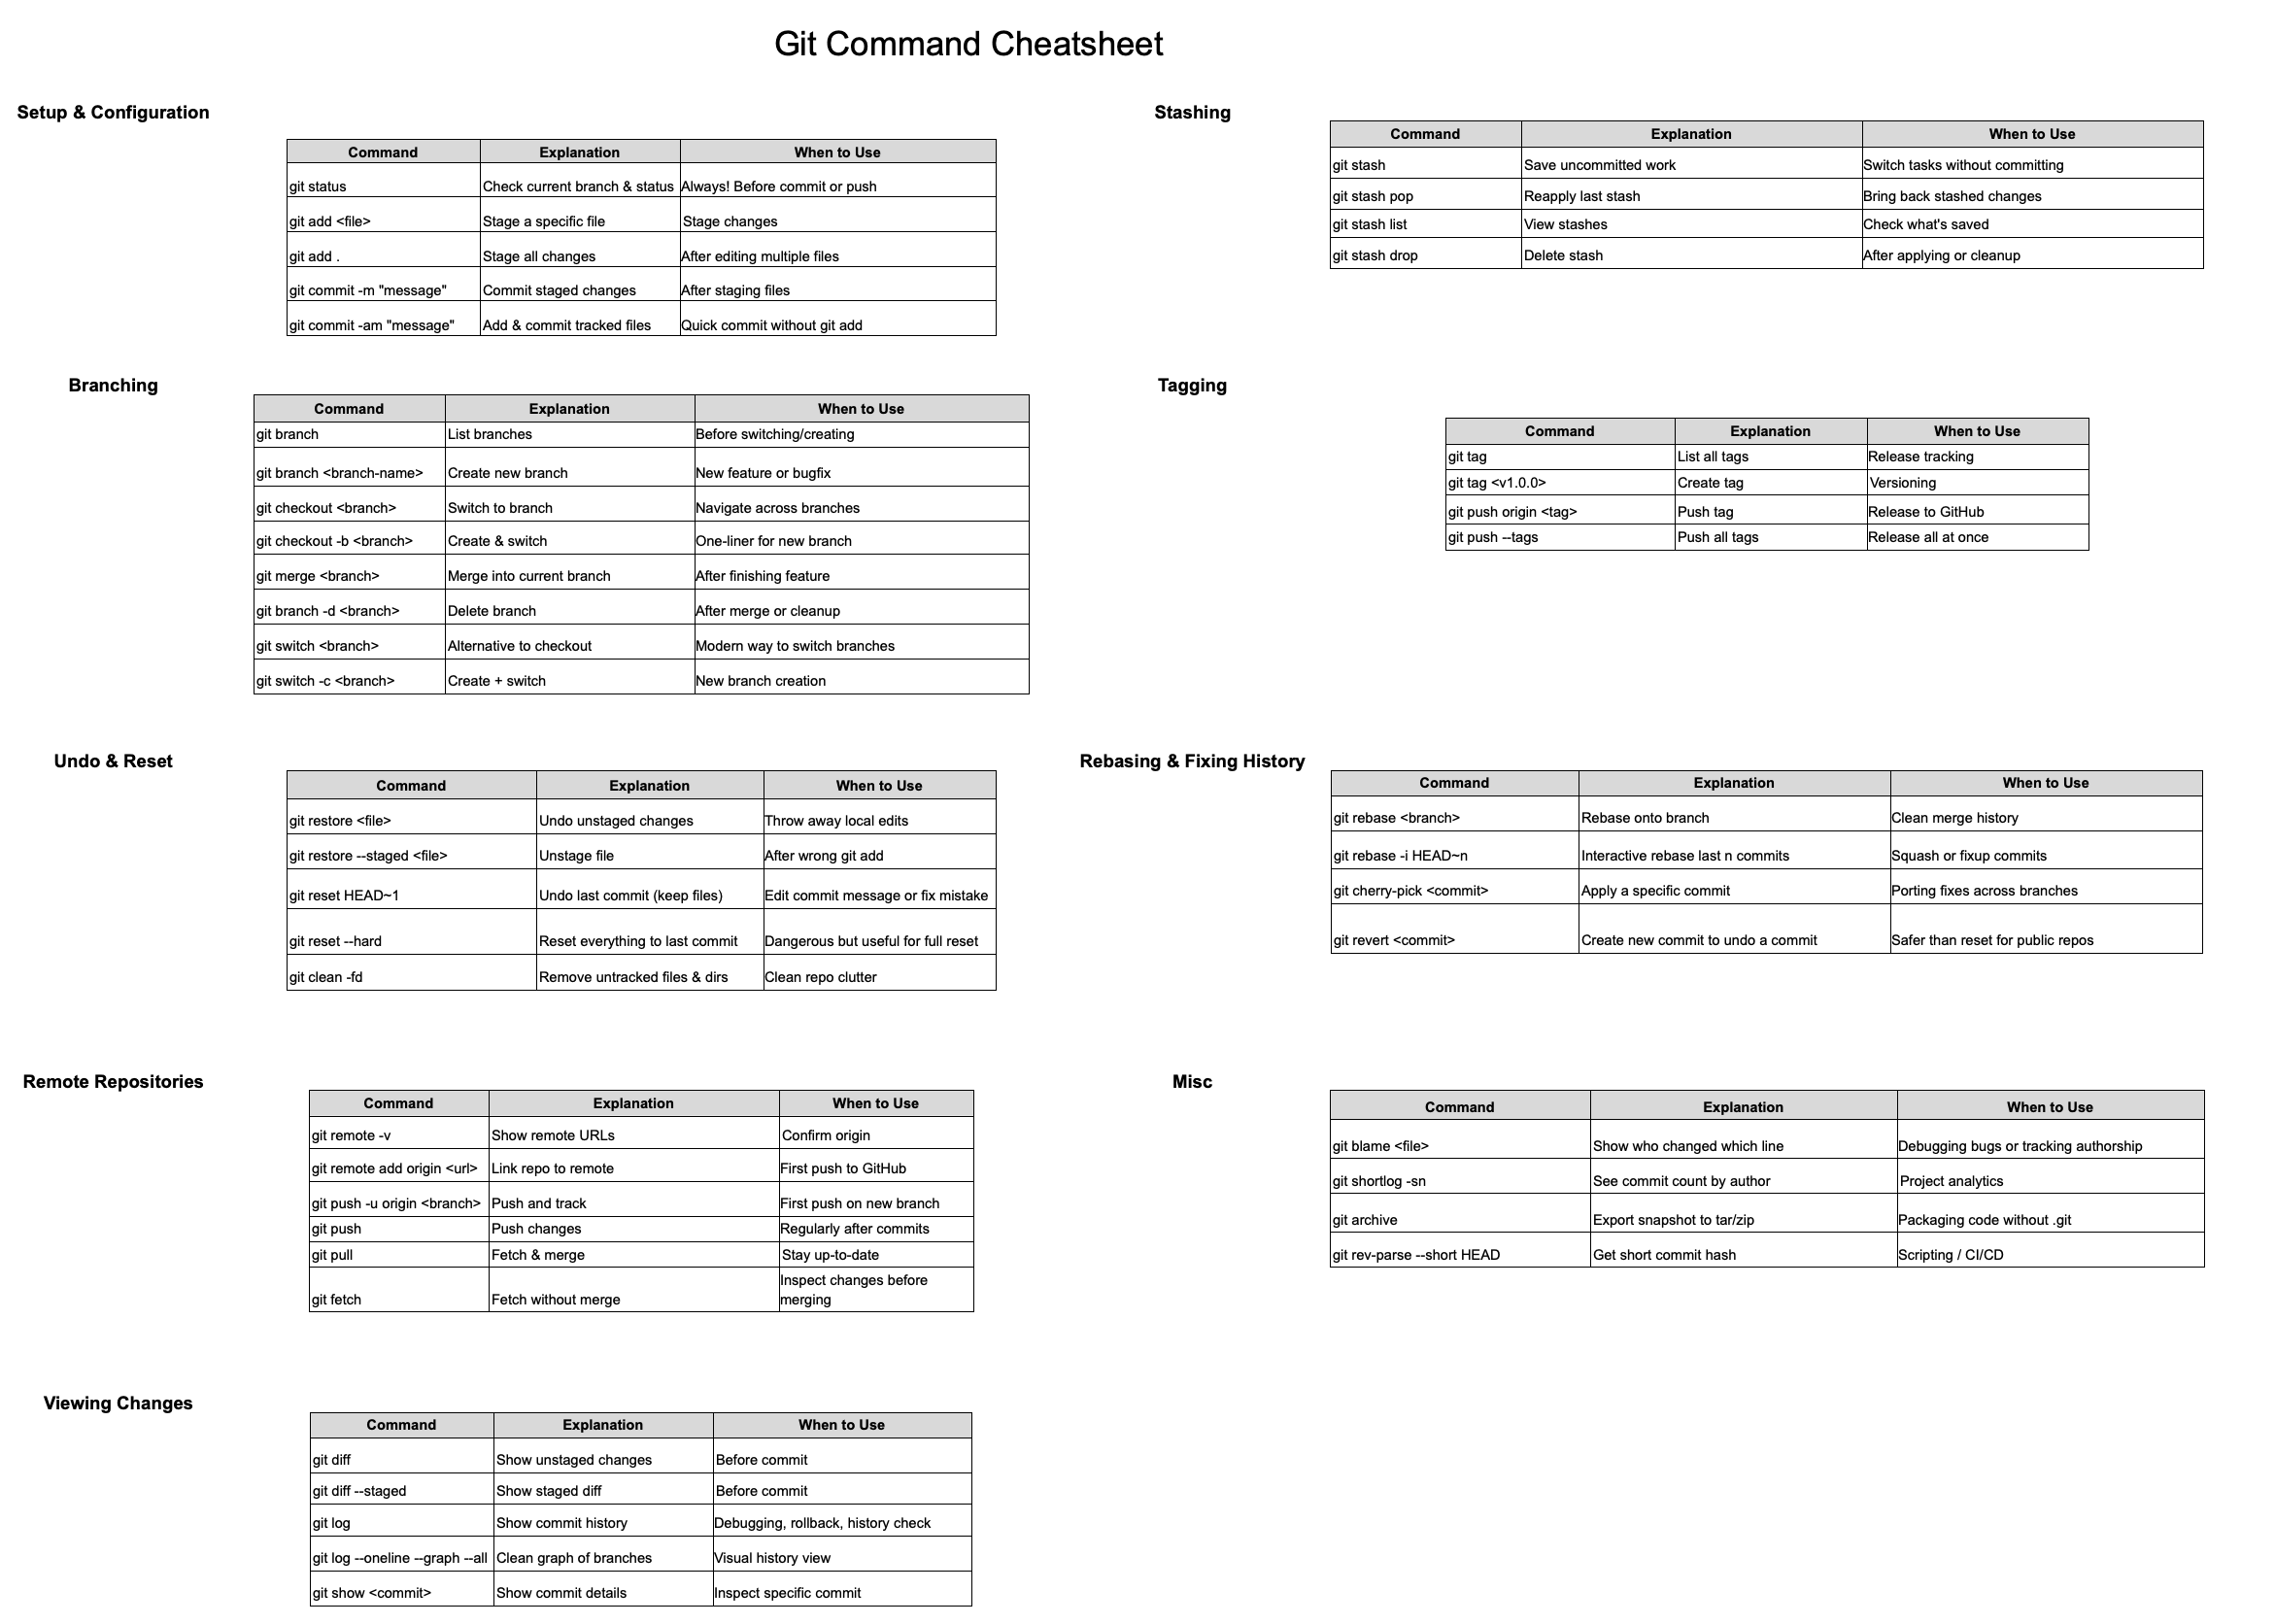 Git Command Cheatsheet
Setup & Configuration
Command Explanation When to Use
git status Check current branch & status Always! Before commit or push
git add <file> Stage a specific file Stage changes
git add . Stage all changes After editing multiple files
git commit -m "message" Commit staged changes After staging files
git commit -am "message" Add & commit tracked files Quick commit without git add
Branching
Command Explanation When to Use
git branch List branches Before switching/creating
git branch <branch-name> Create new branch New feature or bugfix
git checkout <branch> Switch to branch Navigate across branches
git checkout -b <branch> Create & switch One-liner for new branch
git merge <branch> Merge into current branch After finishing feature
git branch -d <branch> Delete branch After merge or cleanup
git switch <branch> Alternative to checkout Modern way to switch branches
git switch -c <branch> Create + switch New branch creation
Undo & Reset
Command Explanation When to Use
git restore <file> Undo unstaged changes Throw away local edits
git restore --staged <file> Unstage file After wrong git add
git reset HEAD~1 Undo last commit (keep files) Edit commit message or fix mistake
git reset --hard Reset everything to last commit Dangerous but useful for full reset
git clean -fd Remove untracked files & dirs Clean repo clutter
Remote Repositories
Command Explanation When to Use
git remote -v Show remote URLs Confirm origin
git remote add origin <url> Link repo to remote First push to GitHub
git push -u origin <branch> Push and track First push on new branch
git push Push changes Regularly after commits
git pull Fetch & merge Stay up-to-date
git fetch Fetch without merge Inspect changes before
merging
Viewing Changes
Command Explanation When to Use
git diff Show unstaged changes Before commit
git diff --staged Show staged diff Before commit
git log Show commit history Debugging, rollback, history check
git log --oneline --graph --all Clean graph of branches Visual history view
git show <commit> Show commit details Inspect specific commit
Stashing
Command Explanation When to Use
git stash Save uncommitted work Switch tasks without committing
git stash pop Reapply last stash Bring back stashed changes
git stash list View stashes Check what's saved
git stash drop Delete stash After applying or cleanup
Tagging
Command Explanation When to Use
git tag List all tags Release tracking
git tag <v1.0.0> Create tag Versioning
git push origin <tag> Push tag Release to GitHub
git push --tags Push all tags Release all at once
Rebasing & Fixing History
Command Explanation When to Use
git rebase <branch> Rebase onto branch Clean merge history
git rebase -i HEAD~n Interactive rebase last n commits Squash or fixup commits
git cherry-pick <commit> Apply a specific commit Porting fixes across branches
git revert <commit> Create new commit to undo a commit Safer than reset for public repos
Misc
Command Explanation When to Use
git blame <file> Show who changed which line Debugging bugs or tracking authorship
git shortlog -sn See commit count by author Project analytics
git archive Export snapshot to tar/zip Packaging code without .git
git rev-parse --short HEAD Get short commit hash Scripting / CI/CD